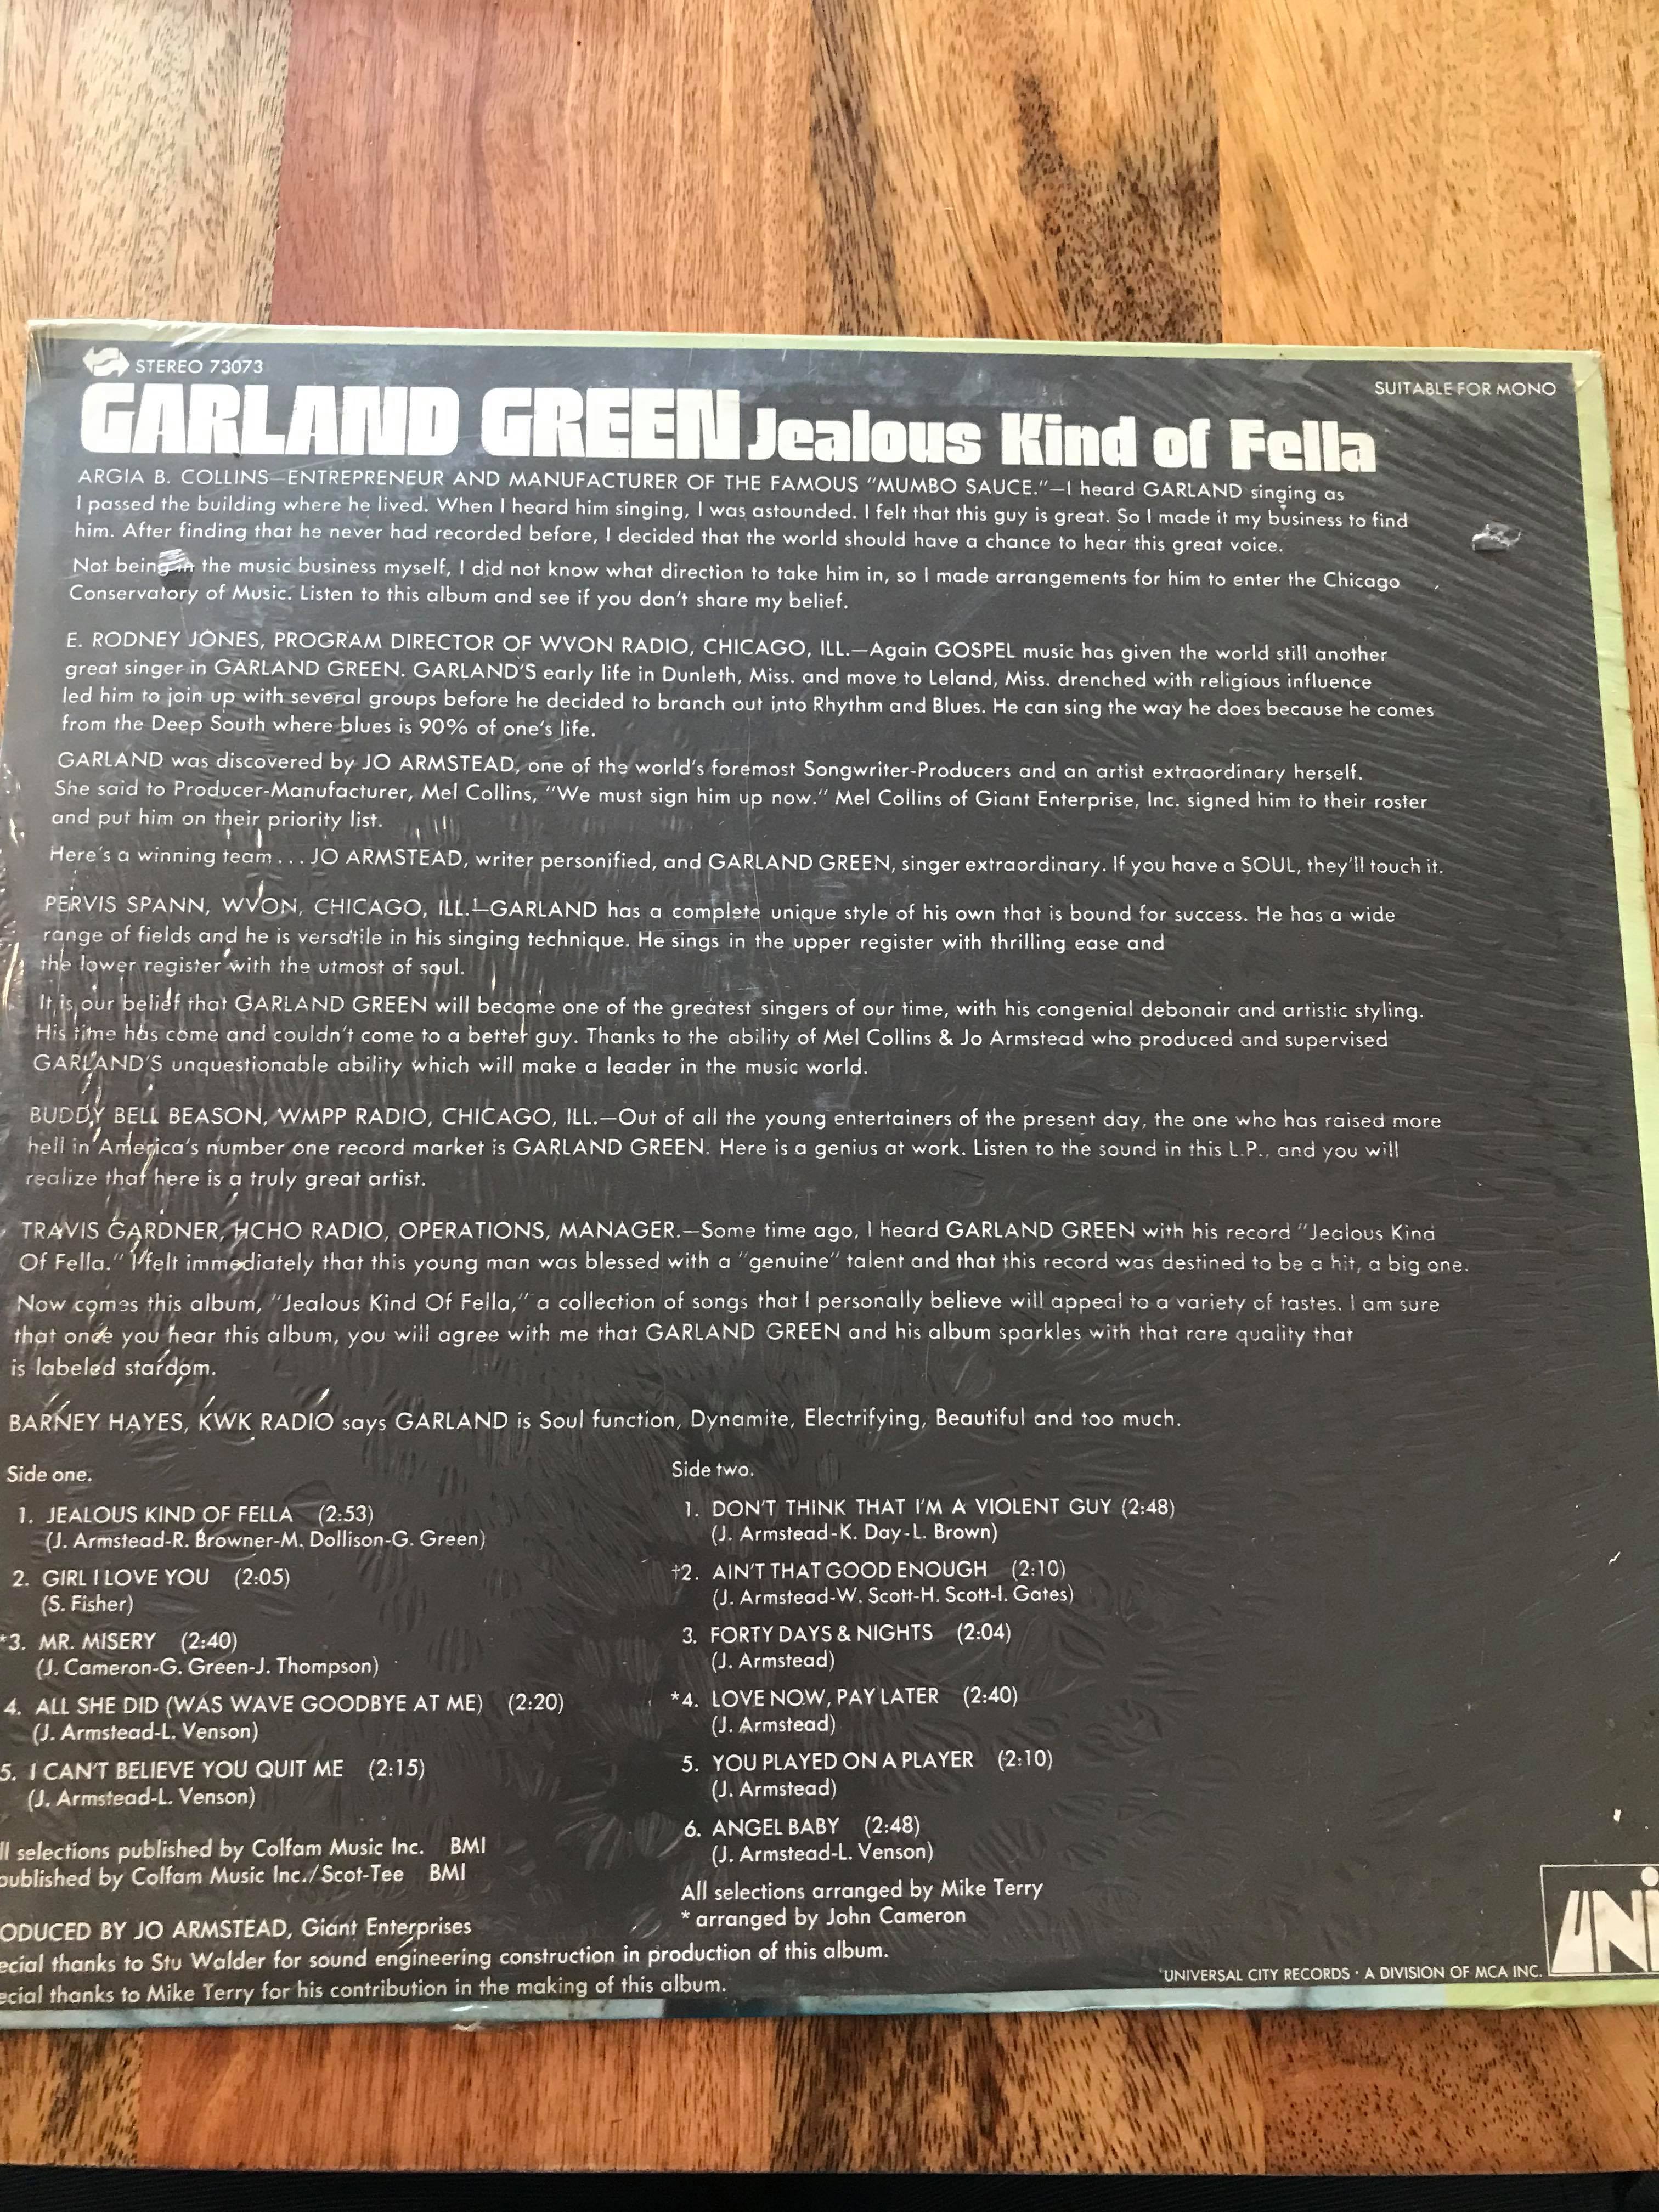 STEREO 73073
SUITABLE FOR MONO
GARLAND GREEN Jealous Kind of Fella
ARGIA B. COLLINS—ENTREPRENEUR AND MANUFACTURER OF THE FAMOUS "MUMBO SAUCE."—I heard GARLAND singing as
I passed the building where he lived. When I heard him singing, I was astounded. I felt that this guy is great. So I made it my business to find
him. After finding that he never had recorded before, I decided that the world should have a chance to hear this great voice.
Not being in the music business myself, I did not know what direction to take him in, so I made arrangements for him to enter the Chicago
Conservatory of Music. Listen to this album and see if you don't share my belief.
E. RODNEY JONES, PROGRAM DIRECTOR OF WVON RADIO, CHICAGO, ILL.—Again GOSPEL music has given the world still another
great singer in GARLAND GREEN. GARLAND'S early life in Dunleth, Miss. and move to Leland, Miss. drenched with religious influence
led him to join up with several groups before he decided to branch out into Rhythm and Blues. He can sing the way he does because he comes
from the Deep South where blues is 90% of one's life.
GARLAND was discovered by JO ARMSTEAD, one of the world's foremost Songwriter-Producers and an artist extraordinary herself.
She said to Producer-Manufacturer, Mel Collins, "We must sign him up now." Mel Collins of Giant Enterprise, Inc. signed him to their roster
and put him on their priority list.
Here's a winning team . . . JO ARMSTEAD, writer personified, and GARLAND GREEN, singer extraordinary. If you have a SOUL, they'll touch it.
PERVIS SPANN, WVON, CHICAGO, ILL.—GARLAND has a complete unique style of his own that is bound for success. He has a wide
range of fields and he is versatile in his singing technique. He sings in the upper register with thrilling ease and
the lower register with the utmost of soul.
It is our belief that GARLAND GREEN will become one of the greatest singers of our time, with his congenial debonair and artistic styling.
His time has come and couldn't come to a better guy. Thanks to the ability of Mel Collins & Jo Armstead who produced and supervised
GARLAND'S unquestionable ability which will make a leader in the music world.
BUDDY BELL BEASON, WMPP RADIO, CHICAGO, ILL.—Out of all the young entertainers of the present day, the one who has raised more
hell in America's number one record market is GARLAND GREEN. Here is a genius at work. Listen to the sound in this L.P., and you will
realize that here is a truly great artist.
TRAVIS GARDNER, HCHO RADIO, OPERATIONS, MANAGER.—Some time ago, I heard GARLAND GREEN with his record "Jealous Kind
Of Fella." I felt immediately that this young man was blessed with a "genuine" talent and that this record was destined to be a hit, a big one.
Now comes this album, "Jealous Kind Of Fella," a collection of songs that I personally believe will appeal to a variety of tastes. I am sure
that once you hear this album, you will agree with me that GARLAND GREEN and his album sparkles with that rare quality that
is labeled stardom.
BARNEY HAYES, KWK RADIO says GARLAND is Soul function, Dynamite, Electrifying, Beautiful and too much.
Side one.
1. JEALOUS KIND OF FELLA (2:53)
(J. Armstead-R. Browner-M. Dollison-G. Green)
2. GIRL I LOVE YOU (2:05)
(S. Fisher)
*3. MR. MISERY (2:40)
(J. Cameron-G. Green-J. Thompson)
4. ALL SHE DID (WAS WAVE GOODBYE AT ME) (2:20)
(J. Armstead-L. Venson)
5. I CAN'T BELIEVE YOU QUIT ME (2:15)
(J. Armstead-L. Venson)
ll selections published by Colfam Music Inc. BMI
published by Colfam Music Inc./Scot-Tee BMI
ODUCED BY JO ARMSTEAD, Giant Enterprises
ecial thanks to Stu Walder for sound engineering construction in production of this album.
ecial thanks to Mike Terry for his contribution in the making of this album.
Side two.
1. DON'T THINK THAT I'M A VIOLENT GUY (2:48)
(J. Armstead-K. Day-L. Brown)
†2. AIN'T THAT GOOD ENOUGH (2:10)
(J. Armstead-W. Scott-H. Scott-I. Gates)
3. FORTY DAYS & NIGHTS (2:04)
(J. Armstead)
*4. LOVE NOW, PAY LATER (2:40)
(J. Armstead)
5. YOU PLAYED ON A PLAYER (2:10)
(J. Armstead)
6. ANGEL BABY (2:48)
(J. Armstead-L. Venson)
All selections arranged by Mike Terry
* arranged by John Cameron
UNIVERSAL CITY RECORDS • A DIVISION OF MCA INC.
UNI